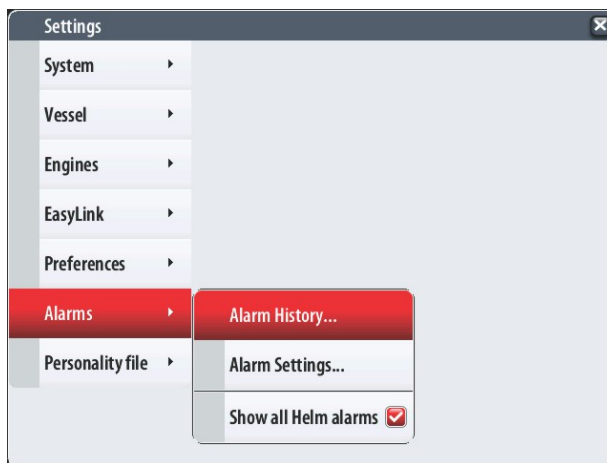 Settings
System
Vessel
Engines
EasyLink
Preferences
Alarms
Alarm History...
Personality file
Alarm Settings...
Show all Helm alarms